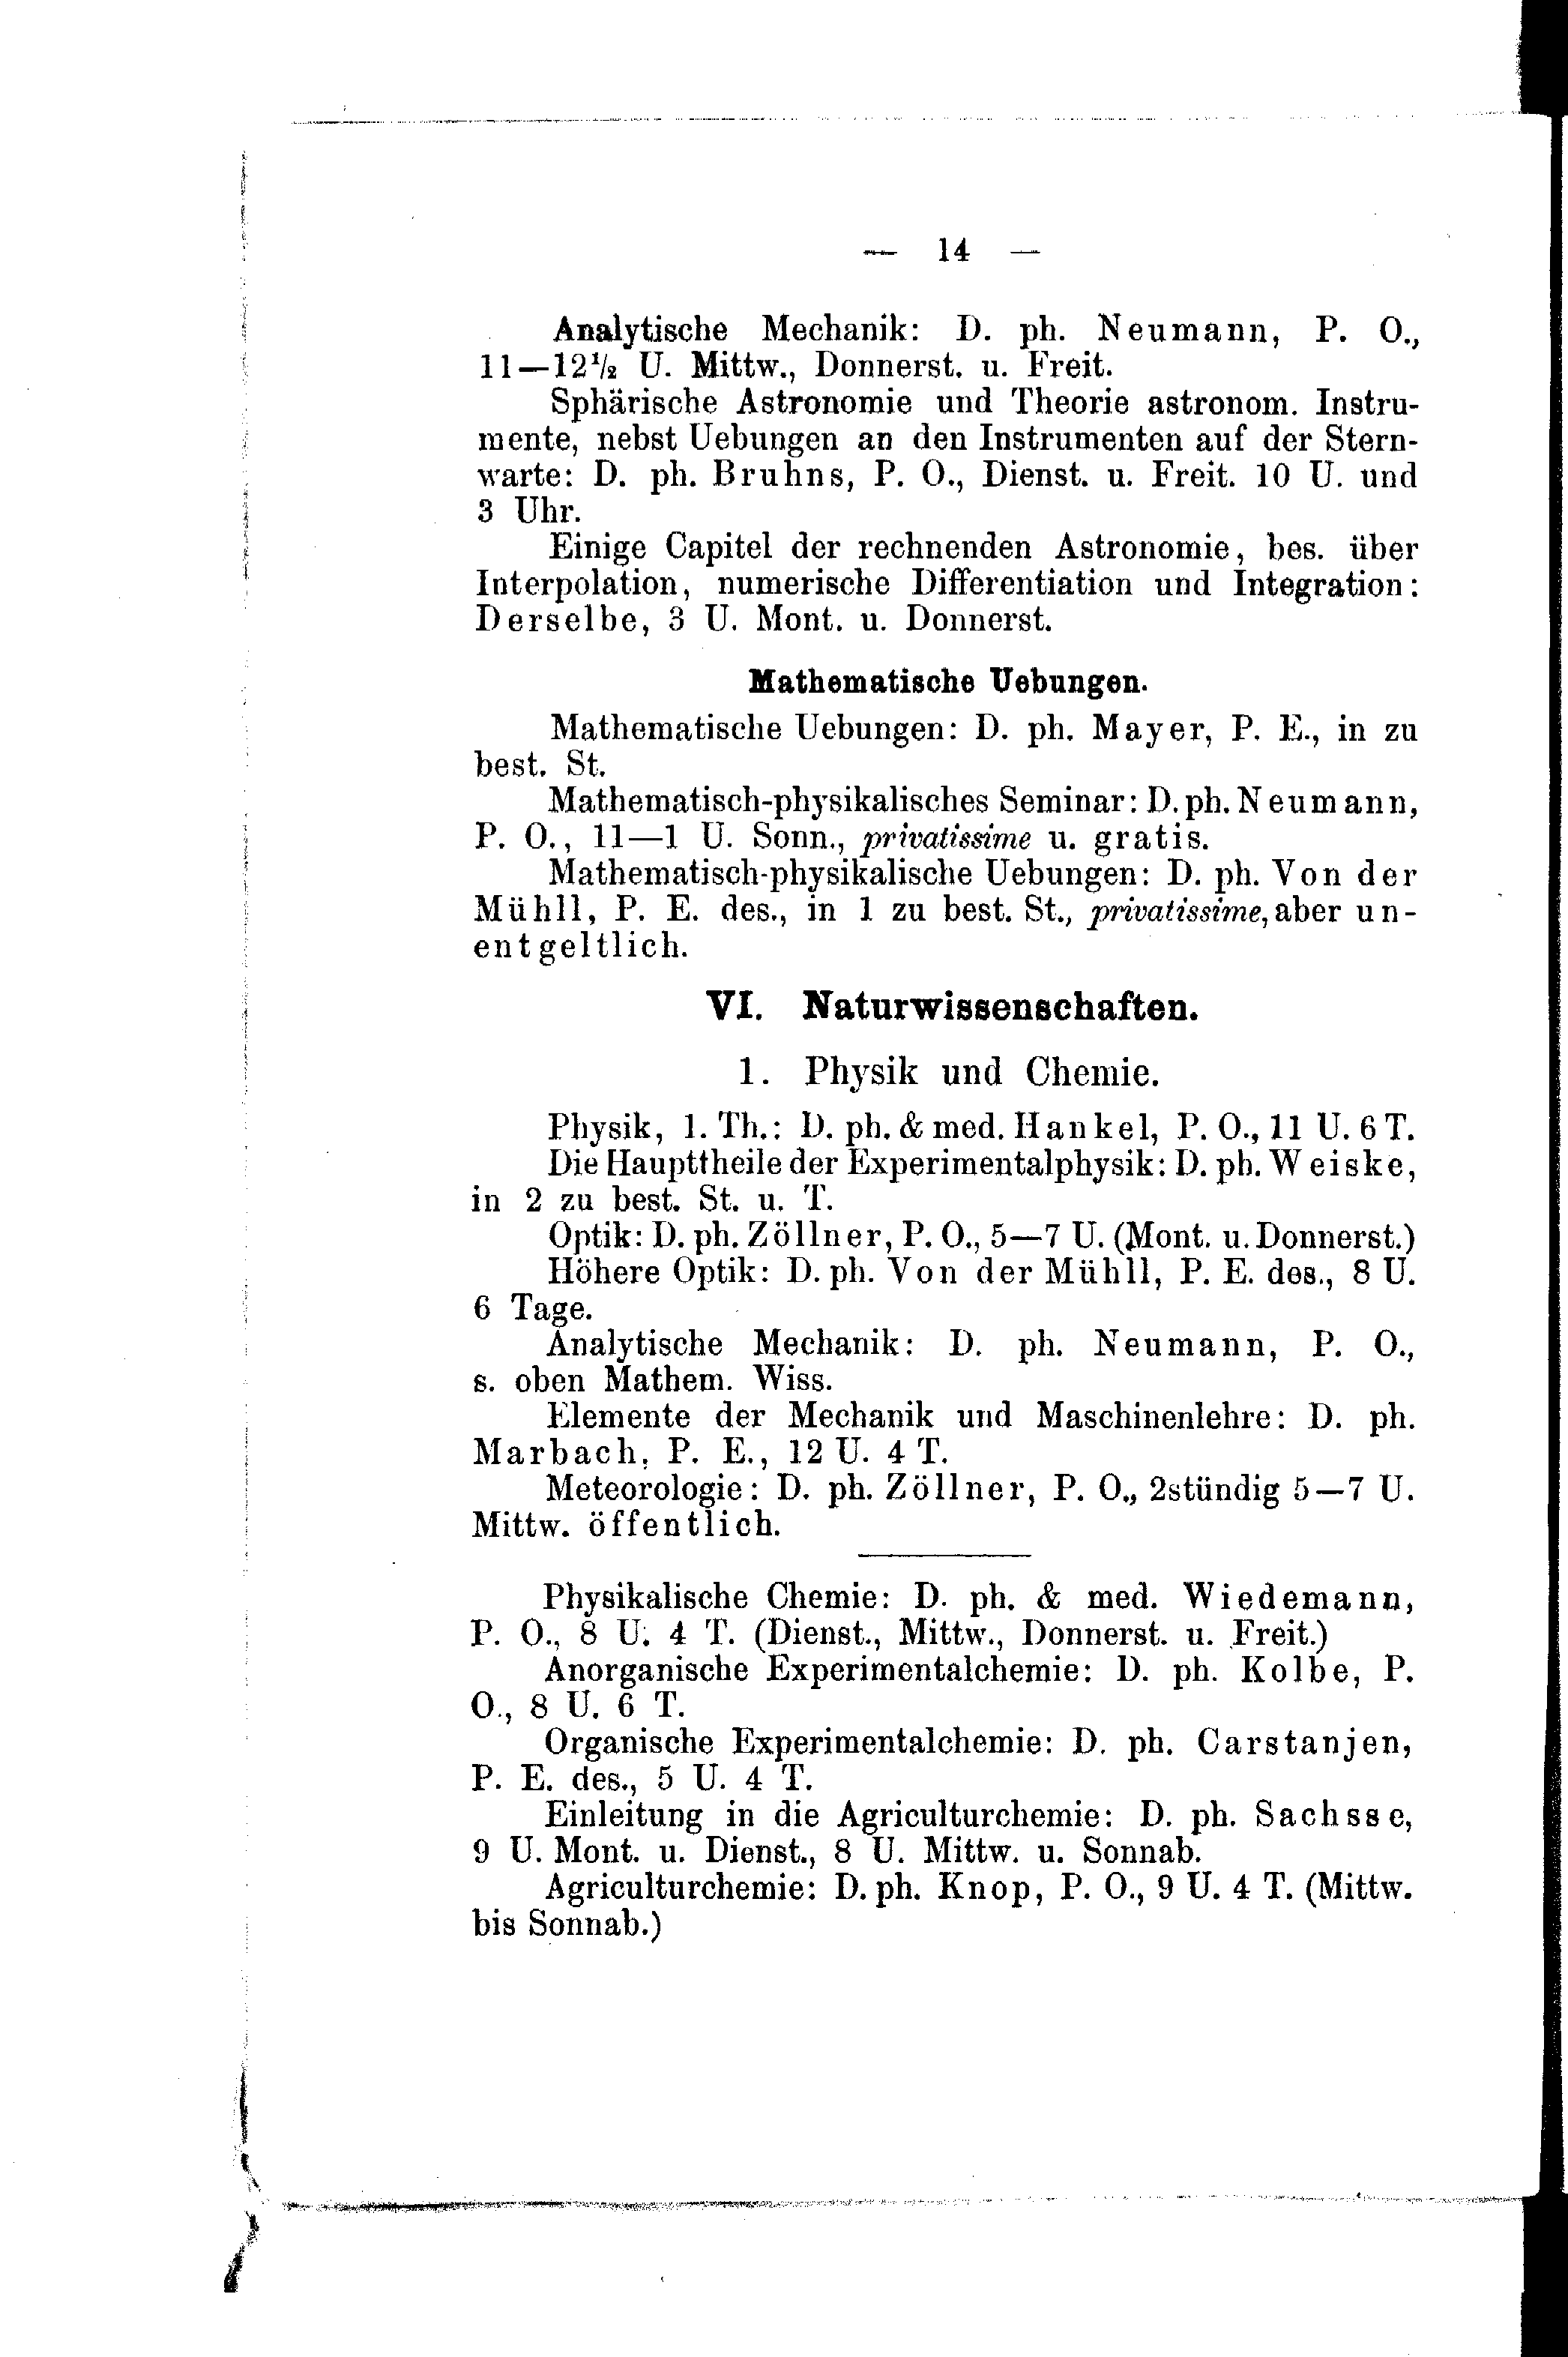 — 14 —
Analytische Mechanik: D. ph. Neumann, P. O.,
11—12½ U. Mittw., Donnerst. u. Freit.
Sphärische Astronomie und Theorie astronom. Instru-
mente, nebst Uebungen an den Instrumenten auf der Stern-
warte: D. ph. Bruhns, P. O., Dienst. u. Freit. 10 U. und
3 Uhr.
Einige Capitel der rechnenden Astronomie, bes. über
Interpolation, numerische Differentiation und Integration:
Derselbe, 3 U. Mont. u. Donnerst.
Mathematische Uebungen.
Mathematische Uebungen: D. ph. Mayer, P. E., in zu
best. St.
Mathematisch-physikalisches Seminar: D. ph. Neumann,
P. O., 11—1 U. Sonn., privatissime u. gratis.
Mathematisch-physikalische Uebungen: D. ph. Von der
Mühll, P. E. des., in 1 zu best. St., privatissime, aber un-
entgeltlich.
VI. Naturwissenschaften.
1. Physik und Chemie.
Physik, 1. Th.: D. ph. & med. Hankel, P. O., 11 U. 6 T.
Die Haupttheile der Experimentalphysik: D. ph. Weiske,
in 2 zu best. St. u. T.
Optik: D. ph. Zöllner, P. O., 5—7 U. (Mont. u. Donnerst.)
Höhere Optik: D. ph. Von der Mühll, P. E. des., 8 U.
6 Tage.
Analytische Mechanik: D. ph. Neumann, P. O.,
s. oben Mathem. Wiss.
Elemente der Mechanik und Maschinenlehre: D. ph.
Marbach, P. E., 12 U. 4 T.
Meteorologie: D. ph. Zöllner, P. O., 2stündig 5—7 U.
Mittw. öffentlich.
Physikalische Chemie: D. ph. & med. Wiedemann,
P. O., 8 U. 4 T. (Dienst., Mittw., Donnerst. u. Freit.)
Anorganische Experimentalchemie: D. ph. Kolbe, P.
O., 8 U. 6 T.
Organische Experimentalchemie: D. ph. Carstanjen,
P. E. des., 5 U. 4 T.
Einleitung in die Agriculturchemie: D. ph. Sachsse,
9 U. Mont. u. Dienst., 8 U. Mittw. u. Sonnab.
Agriculturchemie: D. ph. Knop, P. O., 9 U. 4 T. (Mittw.
bis Sonnab.)